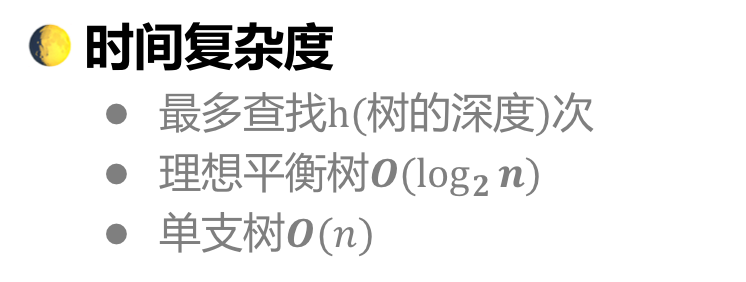 时间复杂度
● 最多查找h(树的深度)次
● 理想平衡树O(log₂ n)
● 单支树O(n)